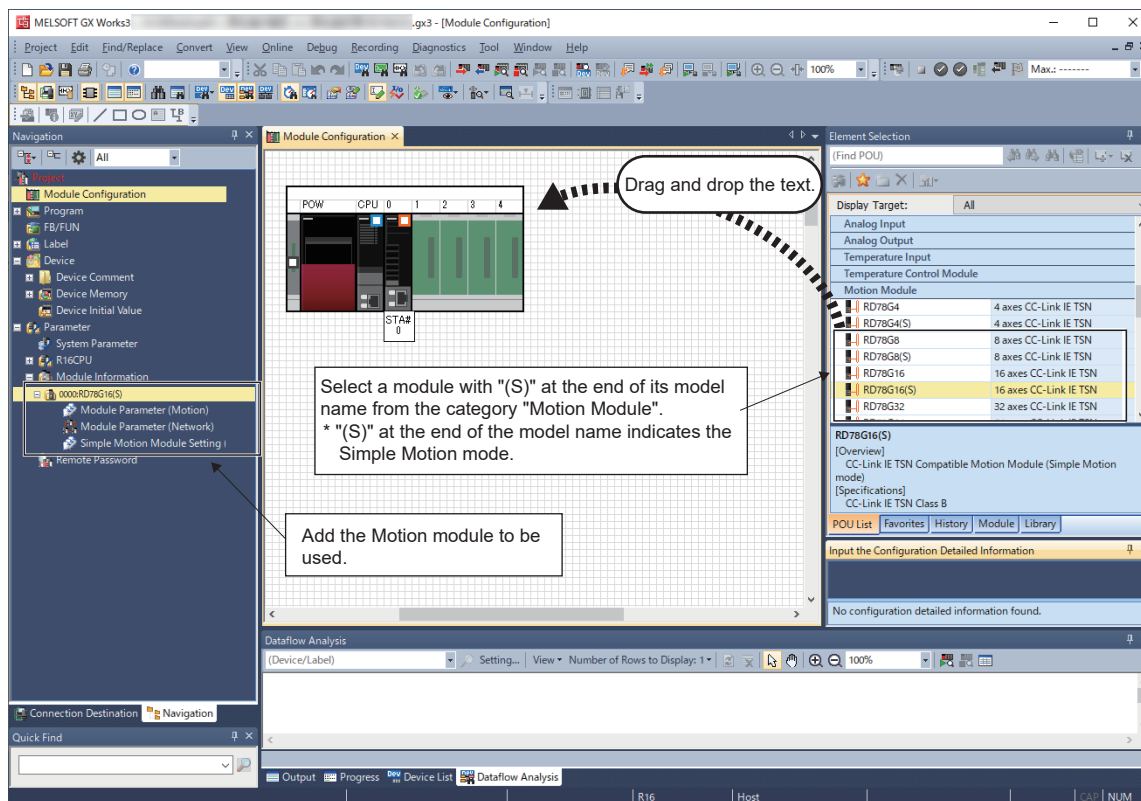 MELSOFT GX Works3
.gx3 - [Module Configuration]
Project Edit Find/Replace Convert View Online Debug Recording Diagnostics Tool Window Help
100%
Max.: -------
Navigation
Module Configuration
Element Selection
All
(Find POU)
Project
Module Configuration
Program
FB/FUN
Label
Device
Device Comment
Device Memory
Device Initial Value
Parameter
System Parameter
R16CPU
Module Information
0000:RD78G16(S)
Module Parameter (Motion)
Module Parameter (Network)
Simple Motion Module Setting (
Remote Password
POW CPU 0 1 2 3 4
STA#
0
Drag and drop the text.
Select a module with "(S)" at the end of its model
name from the category "Motion Module".
* "(S)" at the end of the model name indicates the
Simple Motion mode.
Add the Motion module to be
used.
Display Target: All
Analog Input
Analog Output
Temperature Input
Temperature Control Module
Motion Module
RD78G4 4 axes CC-Link IE TSN
RD78G4(S) 4 axes CC-Link IE TSN
RD78G8 8 axes CC-Link IE TSN
RD78G8(S) 8 axes CC-Link IE TSN
RD78G16 16 axes CC-Link IE TSN
RD78G16(S) 16 axes CC-Link IE TSN
RD78G32 32 axes CC-Link IE TSN
RD78G16(S)
[Overview]
CC-Link IE TSN Compatible Motion Module (Simple Motion
mode)
[Specifications]
CC-Link IE TSN Class B
POU List Favorites History Module Library
Input the Configuration Detailed Information
No configuration detailed information found.
Dataflow Analysis
(Device/Label) Setting... View Number of Rows to Display: 1 100%
Connection Destination Navigation
Quick Find
Output Progress Device List Dataflow Analysis
R16 Host CAP NUM